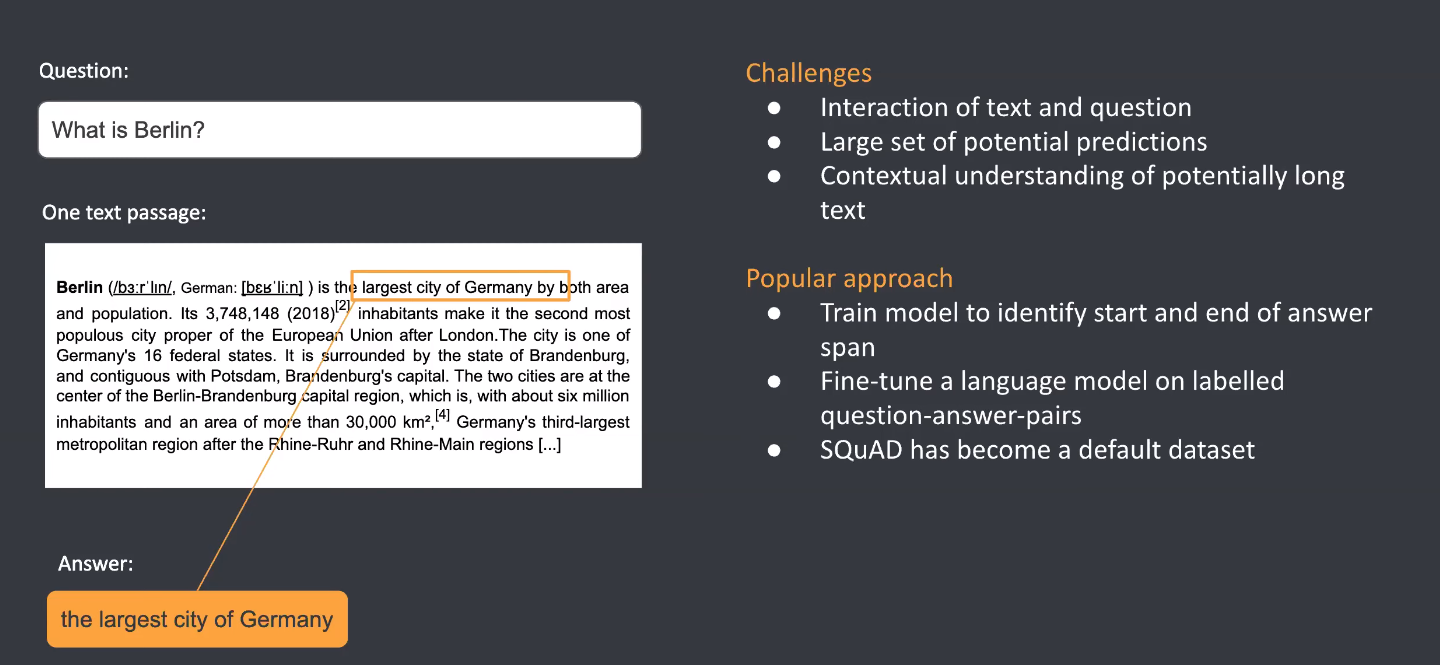 Question:
What is Berlin?
One text passage:
Berlin (/bɜːrˈlɪn/, German: [bɛʁˈliːn] ) is the largest city of Germany by both area
and population. Its 3,748,148 (2018)[2] inhabitants make it the second most
populous city proper of the European Union after London.The city is one of
Germany's 16 federal states. It is surrounded by the state of Brandenburg,
and contiguous with Potsdam, Brandenburg's capital. The two cities are at the
center of the Berlin-Brandenburg capital region, which is, with about six million
inhabitants and an area of more than 30,000 km²,[4] Germany's third-largest
metropolitan region after the Rhine-Ruhr and Rhine-Main regions [...]
Answer:
the largest city of Germany
Challenges
● Interaction of text and question
● Large set of potential predictions
● Contextual understanding of potentially long
text
Popular approach
● Train model to identify start and end of answer
span
● Fine-tune a language model on labelled
question-answer-pairs
● SQuAD has become a default dataset